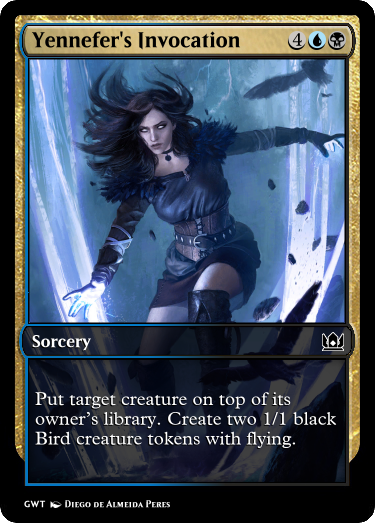 Yennefer's Invocation 4
Sorcery
Put target creature on top of its
owner's library. Create two 1/1 black
Bird creature tokens with flying.
GWT Diego de Almeida Peres